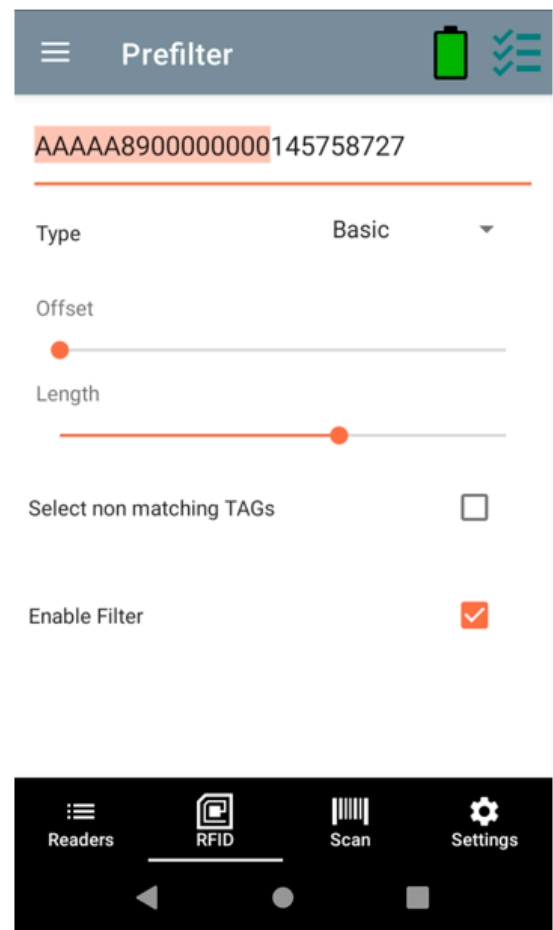 Prefilter
AAAAA8900000000145758727
Type Basic
Offset
Length
Select non matching TAGs
Enable Filter
Readers RFID Scan Settings